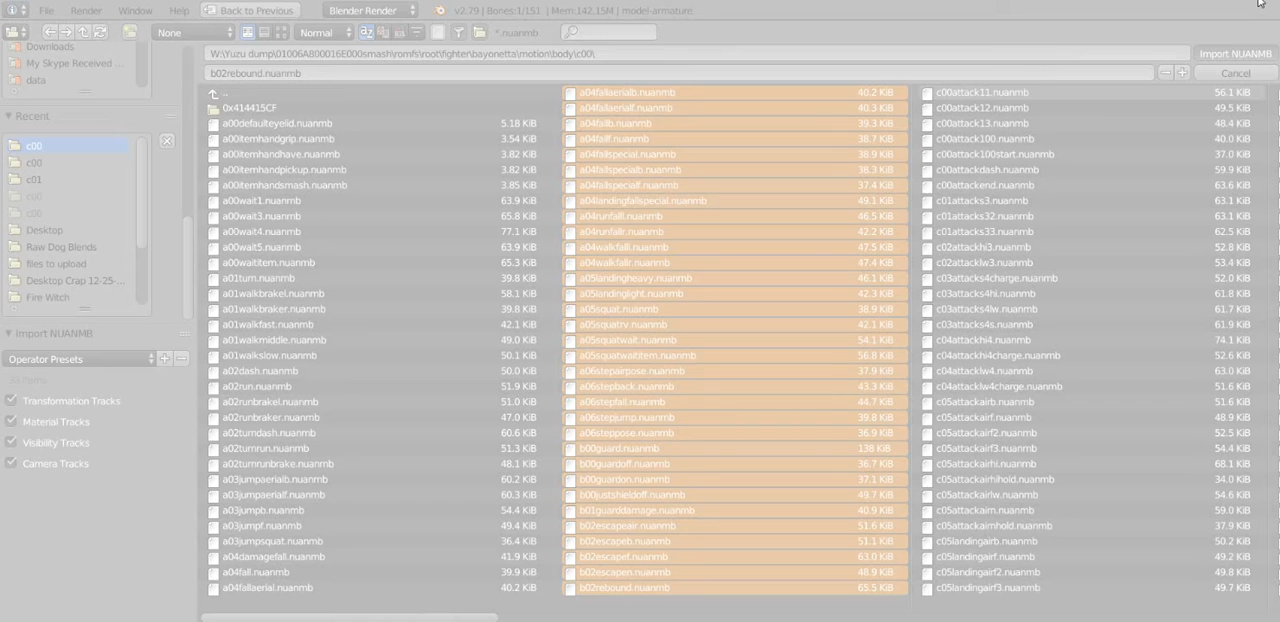 File Render Window Help Back to Previous Blender Render v2.79 | Bones:1/151 | Mem:142.15M | model-armature
None Normal *.nuanmb
W:\Yuzu dump\01006A800016E000smash\romfs\root\fighter\bayonetta\motion\body\c00\ Import NUANMB
b02rebound.nuanmb Cancel
Downloads
My Skype Received ...
data
Recent
c00
c00
c01
c00
c00
Desktop
Raw Dog Blends
files to upload
Desktop Crap 12-25-...
Fire Witch
Import NUANMB
Operator Presets
Transformation Tracks
Material Tracks
Visibility Tracks
Camera Tracks
..
0x414415CF
a00defaulteyelid.nuanmb 5.18 KiB
a00itemhandgrip.nuanmb 3.54 KiB
a00itemhandhave.nuanmb 3.82 KiB
a00itemhandpickup.nuanmb 3.82 KiB
a00itemhandsmash.nuanmb 3.85 KiB
a00wait1.nuanmb 63.9 KiB
a00wait3.nuanmb 65.8 KiB
a00wait4.nuanmb 77.1 KiB
a00wait5.nuanmb 63.9 KiB
a00waititem.nuanmb 65.3 KiB
a01turn.nuanmb 39.8 KiB
a01walkbrakel.nuanmb 58.1 KiB
a01walkbraker.nuanmb 39.8 KiB
a01walkfast.nuanmb 42.1 KiB
a01walkmiddle.nuanmb 49.0 KiB
a01walkslow.nuanmb 50.1 KiB
a02dash.nuanmb 50.0 KiB
a02run.nuanmb 51.9 KiB
a02runbrakel.nuanmb 51.0 KiB
a02runbraker.nuanmb 47.0 KiB
a02turndash.nuanmb 60.6 KiB
a02turnrun.nuanmb 51.3 KiB
a02turnrunbrake.nuanmb 48.1 KiB
a03jumpaerialb.nuanmb 60.2 KiB
a03jumpaerialf.nuanmb 60.3 KiB
a03jumpb.nuanmb 54.4 KiB
a03jumpf.nuanmb 49.4 KiB
a03jumpsquat.nuanmb 36.4 KiB
a04damagefall.nuanmb 41.9 KiB
a04fall.nuanmb 39.9 KiB
a04fallaerial.nuanmb 40.2 KiB
a04fallaerialb.nuanmb 40.2 KiB
a04fallaerialf.nuanmb 40.3 KiB
a04fallb.nuanmb 39.3 KiB
a04fallf.nuanmb 38.7 KiB
a04fallspecial.nuanmb 38.9 KiB
a04fallspecialb.nuanmb 38.3 KiB
a04fallspecialf.nuanmb 37.4 KiB
a04landingfallspecial.nuanmb 49.1 KiB
a04runfalll.nuanmb 46.5 KiB
a04runfallr.nuanmb 42.2 KiB
a04walkfalll.nuanmb 47.5 KiB
a04walkfallr.nuanmb 47.4 KiB
a05landingheavy.nuanmb 46.1 KiB
a05landinglight.nuanmb 42.3 KiB
a05squat.nuanmb 38.9 KiB
a05squatrv.nuanmb 42.1 KiB
a05squatwait.nuanmb 54.1 KiB
a05squatwaititem.nuanmb 56.8 KiB
a06stepairpose.nuanmb 37.9 KiB
a06stepback.nuanmb 43.3 KiB
a06stepfall.nuanmb 44.7 KiB
a06stepjump.nuanmb 39.8 KiB
a06steppose.nuanmb 36.9 KiB
b00guard.nuanmb 138 KiB
b00guardoff.nuanmb 36.7 KiB
b00guardon.nuanmb 37.1 KiB
b00justshieldoff.nuanmb 49.7 KiB
b01guarddamage.nuanmb 40.9 KiB
b02escapeair.nuanmb 51.6 KiB
b02escapeb.nuanmb 51.1 KiB
b02escapef.nuanmb 63.0 KiB
b02escapen.nuanmb 48.9 KiB
b02rebound.nuanmb 65.5 KiB
c00attack11.nuanmb 56.1 KiB
c00attack12.nuanmb 49.5 KiB
c00attack13.nuanmb 48.4 KiB
c00attack100.nuanmb 40.0 KiB
c00attack100start.nuanmb 37.0 KiB
c00attackdash.nuanmb 59.9 KiB
c00attackend.nuanmb 63.6 KiB
c01attacks3.nuanmb 63.1 KiB
c01attacks32.nuanmb 63.1 KiB
c01attacks33.nuanmb 62.5 KiB
c02attackhi3.nuanmb 52.8 KiB
c02attacklw3.nuanmb 53.4 KiB
c03attacks4charge.nuanmb 52.0 KiB
c03attacks4hi.nuanmb 61.8 KiB
c03attacks4lw.nuanmb 61.7 KiB
c03attacks4s.nuanmb 61.9 KiB
c04attackhi4.nuanmb 74.1 KiB
c04attackhi4charge.nuanmb 52.6 KiB
c04attacklw4.nuanmb 63.0 KiB
c04attacklw4charge.nuanmb 51.6 KiB
c05attackairb.nuanmb 51.6 KiB
c05attackairf.nuanmb 48.9 KiB
c05attackairf2.nuanmb 52.5 KiB
c05attackairf3.nuanmb 54.4 KiB
c05attackairhi.nuanmb 68.1 KiB
c05attackairhihold.nuanmb 34.0 KiB
c05attackairlw.nuanmb 54.6 KiB
c05attackairn.nuanmb 59.0 KiB
c05attackairnhold.nuanmb 37.9 KiB
c05landingairb.nuanmb 50.2 KiB
c05landingairf.nuanmb 49.2 KiB
c05landingairf2.nuanmb 49.8 KiB
c05landingairf3.nuanmb 49.7 KiB